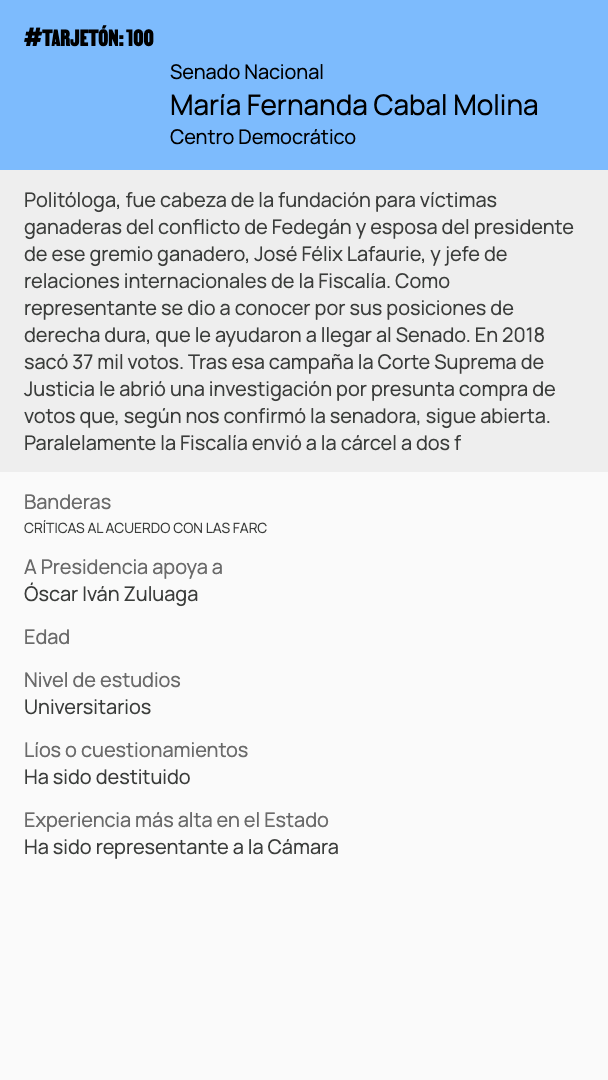 #TARJETÓN: 100
Senado Nacional
María Fernanda Cabal Molina
Centro Democrático
Politóloga, fue cabeza de la fundación para víctimas
ganaderas del conflicto de Fedegán y esposa del presidente
de ese gremio ganadero, José Félix Lafaurie, y jefe de
relaciones internacionales de la Fiscalía. Como
representante se dio a conocer por sus posiciones de
derecha dura, que le ayudaron a llegar al Senado. En 2018
sacó 37 mil votos. Tras esa campaña la Corte Suprema de
Justicia le abrió una investigación por presunta compra de
votos que, según nos confirmó la senadora, sigue abierta.
Paralelamente la Fiscalía envió a la cárcel a dos f
Banderas
CRÍTICAS AL ACUERDO CON LAS FARC
A Presidencia apoya a
Óscar Iván Zuluaga
Edad
Nivel de estudios
Universitarios
Líos o cuestionamientos
Ha sido destituido
Experiencia más alta en el Estado
Ha sido representante a la Cámara